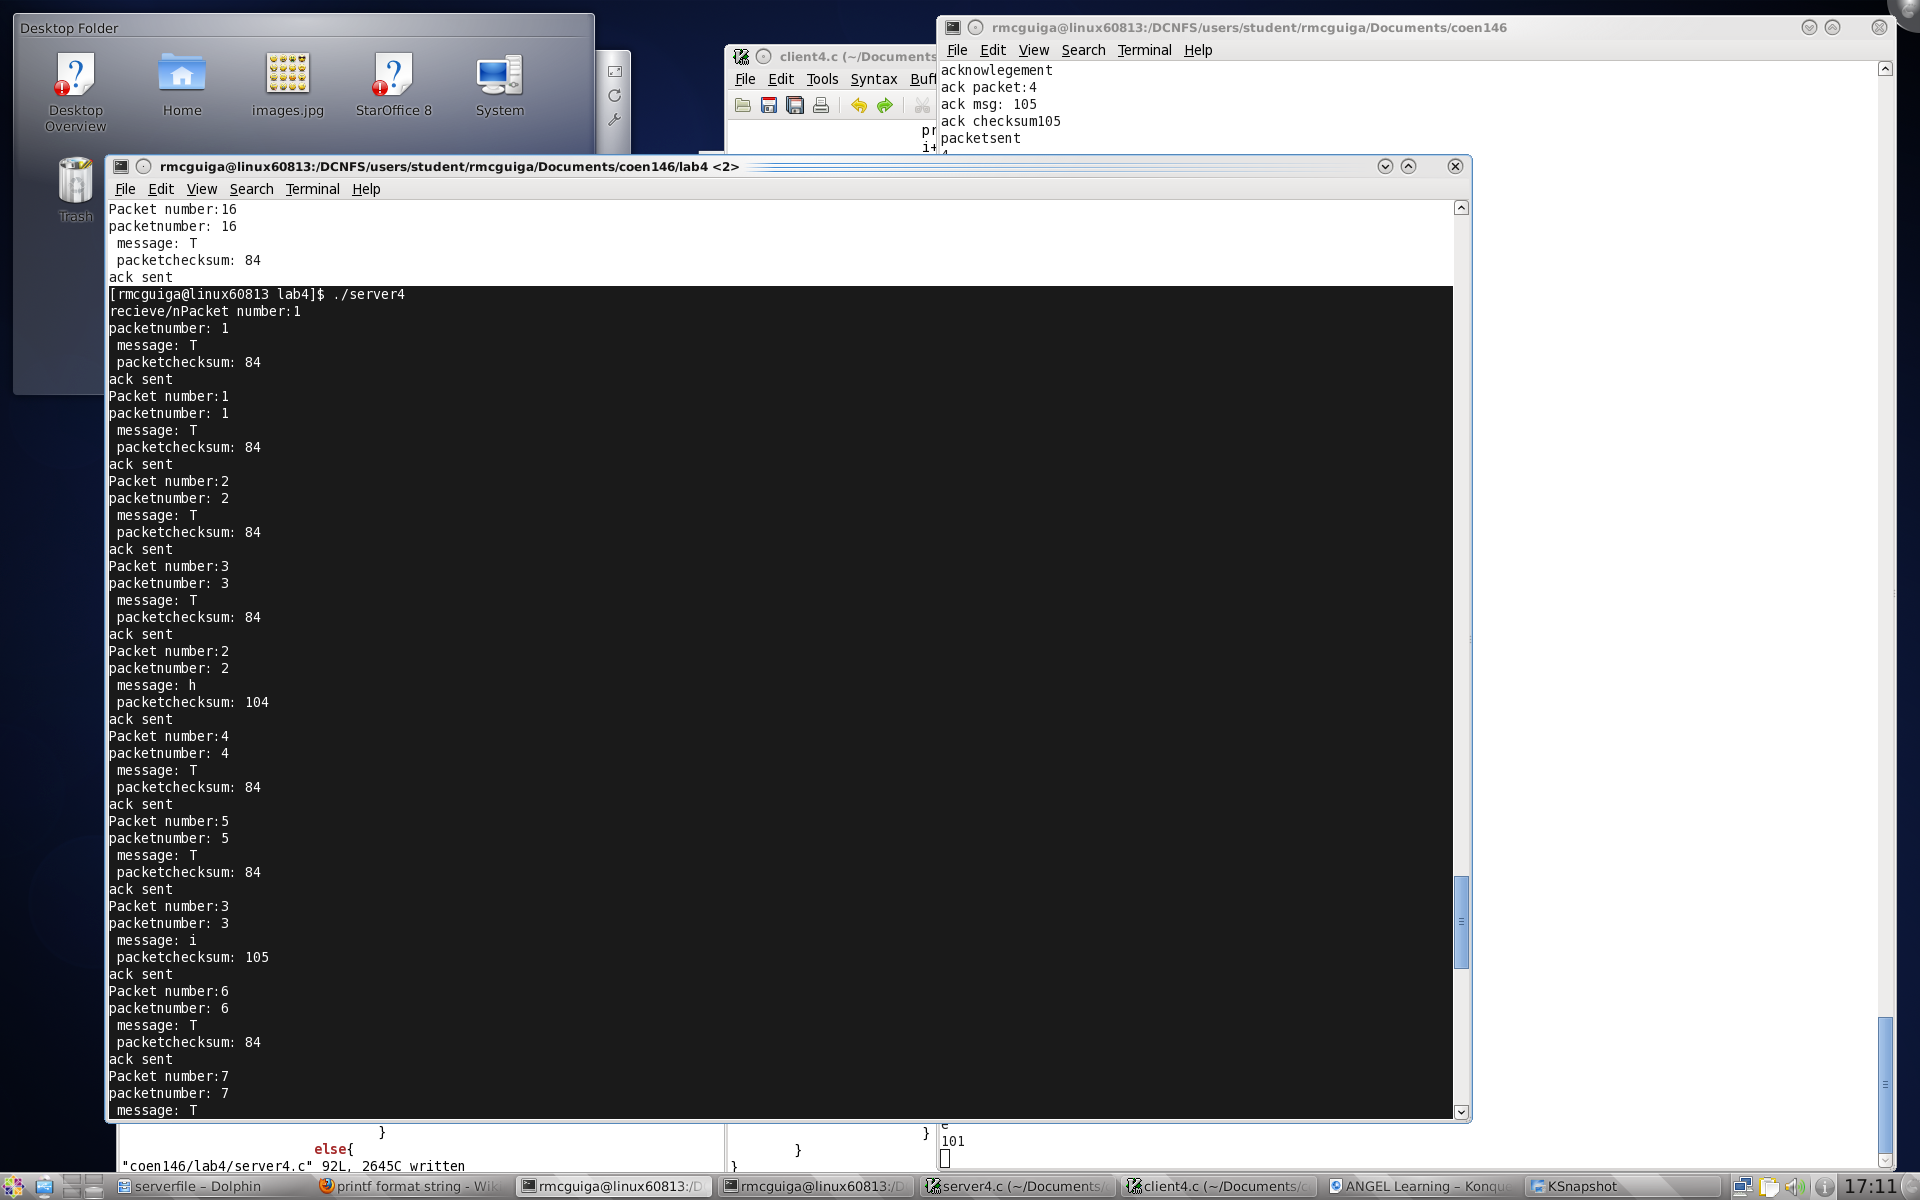 Desktop Folder
Desktop Overview
Home
images.jpg
StarOffice 8
System
Trash
client4.c (~/Documents
File Edit Tools Syntax Buff
pr
i+
rmcguiga@linux60813:/DCNFS/users/student/rmcguiga/Documents/coen146
File Edit View Search Terminal Help
acknowlegement
ack packet:4
ack msg: 105
ack checksum105
packetsent
rmcguiga@linux60813:/DCNFS/users/student/rmcguiga/Documents/coen146/lab4 <2>
File Edit View Search Terminal Help
Packet number:16
packetnumber: 16
message: T
packetchecksum: 84
ack sent
[rmcguiga@linux60813 lab4]$ ./server4
recieve/nPacket number:1
packetnumber: 1
message: T
packetchecksum: 84
ack sent
Packet number:1
packetnumber: 1
message: T
packetchecksum: 84
ack sent
Packet number:2
packetnumber: 2
message: T
packetchecksum: 84
ack sent
Packet number:3
packetnumber: 3
message: T
packetchecksum: 84
ack sent
Packet number:2
packetnumber: 2
message: h
packetchecksum: 104
ack sent
Packet number:4
packetnumber: 4
message: T
packetchecksum: 84
ack sent
Packet number:5
packetnumber: 5
message: T
packetchecksum: 84
ack sent
Packet number:3
packetnumber: 3
message: i
packetchecksum: 105
ack sent
Packet number:6
packetnumber: 6
message: T
packetchecksum: 84
ack sent
Packet number:7
packetnumber: 7
message: T
}
else{
"coen146/lab4/server4.c" 92L, 2645C written
}
}
}
101
serverfile – Dolphin
printf format string - Wik
rmcguiga@linux60813:/D
rmcguiga@linux60813:/D
server4.c (~/Documents/
client4.c (~/Documents/c
ANGEL Learning – Konqu
KSnapshot
17:11